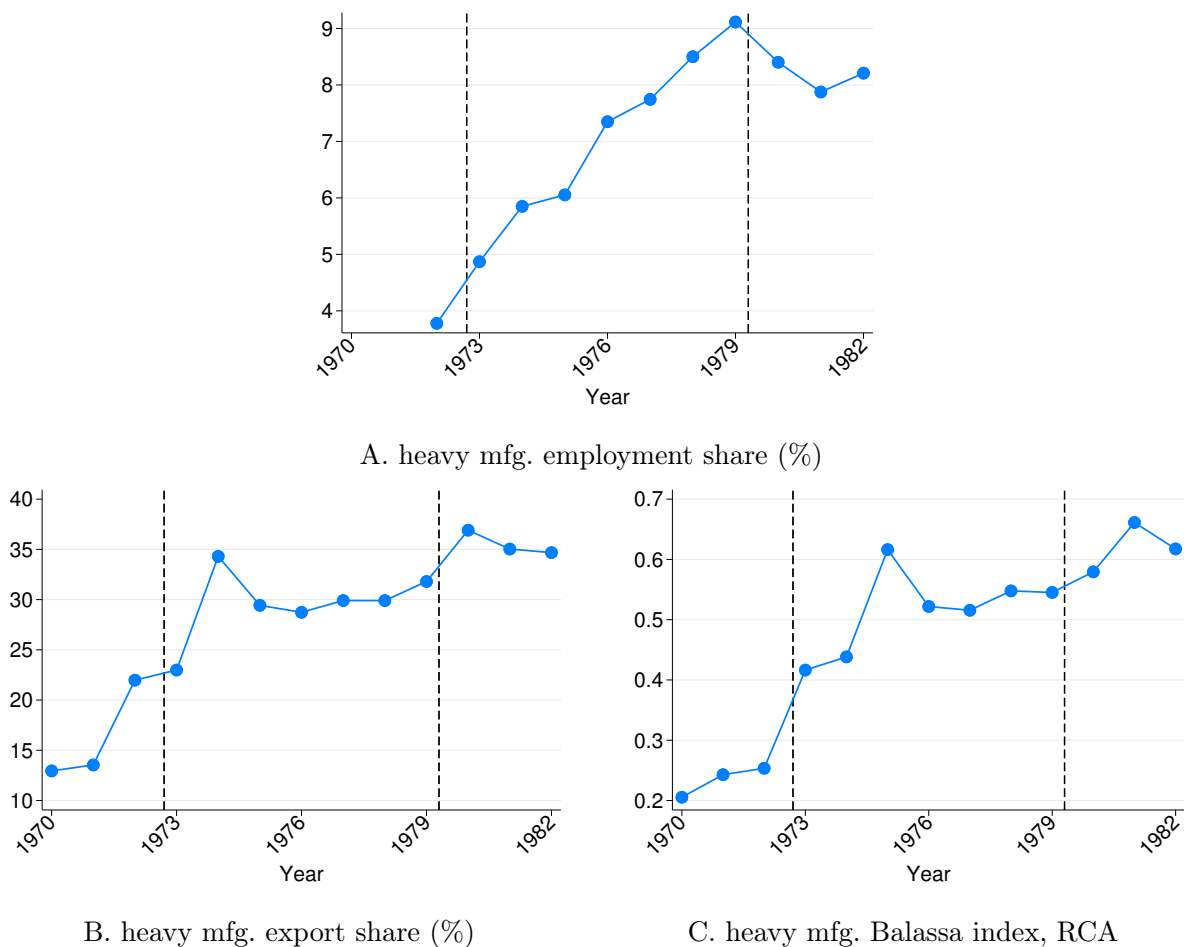 9
8
7
6
5
4
1970 1973 1976 1979 1982
Year
A. heavy mfg. employment share (%)
40
35
30
25
20
15
10
1970 1973 1976 1979 1982
Year
B. heavy mfg. export share (%)
0.7
0.6
0.5
0.4
0.3
0.2
1970 1973 1976 1979 1982
Year
C. heavy mfg. Balassa index, RCA